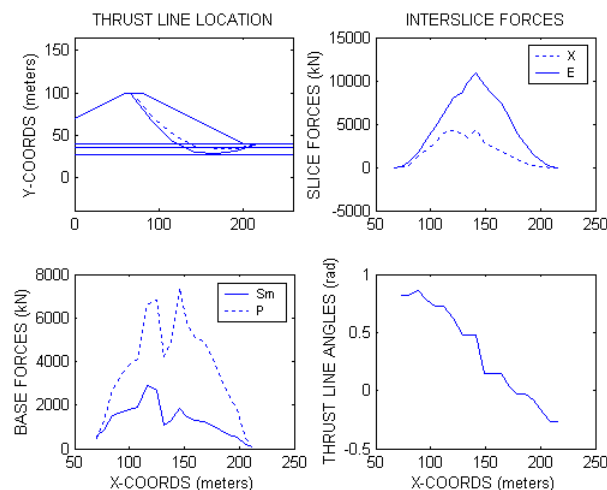 THRUST LINE LOCATION
Y-COORDS (meters)
150
100
50
0
0 100 200
INTERSLICE FORCES
SLICE FORCES (kN)
15000
10000
5000
0
-5000
50 100 150 200 250
X
E
BASE FORCES (kN)
8000
6000
4000
2000
0
50 100 150 200 250
X-COORDS (meters)
Sm
P
THRUST LINE ANGLES (rad)
1
0.5
0
-0.5
50 100 150 200 250
X-COORDS (meters)